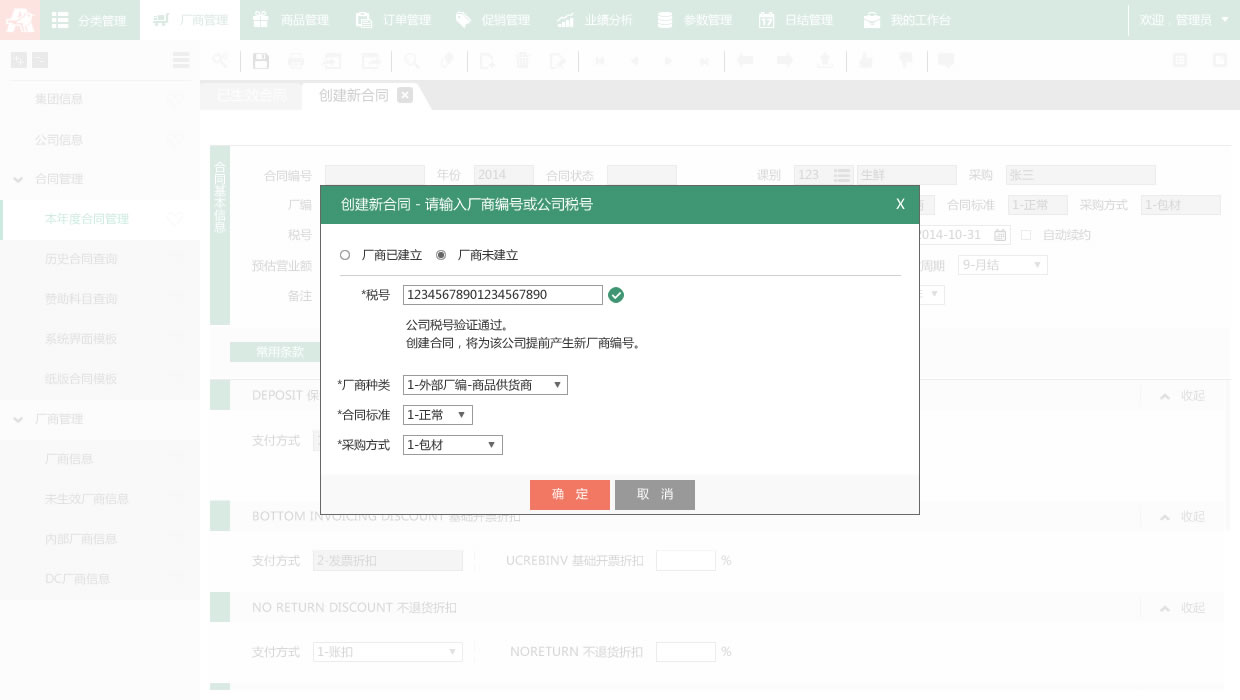 分类管理 厂商管理 商品管理 订单管理 促销管理 业绩分析 参数管理 日结管理 我的工作台 欢迎，管理员
已生效合同 创建新合同
集团信息
公司信息
合同管理
本年度合同管理
历史合同查询
赞助科目查询
系统界面模板
纸版合同模板
厂商管理
厂商信息
未生效厂商信息
内部厂商信息
DC厂商信息
合同基本信息
合同编号 年份 2014 合同状态 课别 123 生鲜 采购 张三
厂编 合同标准 1-正常 采购方式 1-包材
税号 2014-10-31 自动续约
预估营业额 周期 9-月结
备注
创建新合同 - 请输入厂商编号或公司税号 X
厂商已建立 厂商未建立
*税号 12345678901234567890
公司税号验证通过。
创建合同，将为该公司提前产生新厂商编号。
*厂商种类 1-外部厂编-商品供货商
*合同标准 1-正常
*采购方式 1-包材
确 定 取 消
常用条款
DEPOSIT 保 收起
支付方式
BOTTOM INVOICING DISCOUNT 基础开票折扣 收起
支付方式 2-发票折扣 UCREBINV 基础开票折扣 %
NO RETURN DISCOUNT 不退货折扣 收起
支付方式 1-账扣 NORETURN 不退货折扣 %